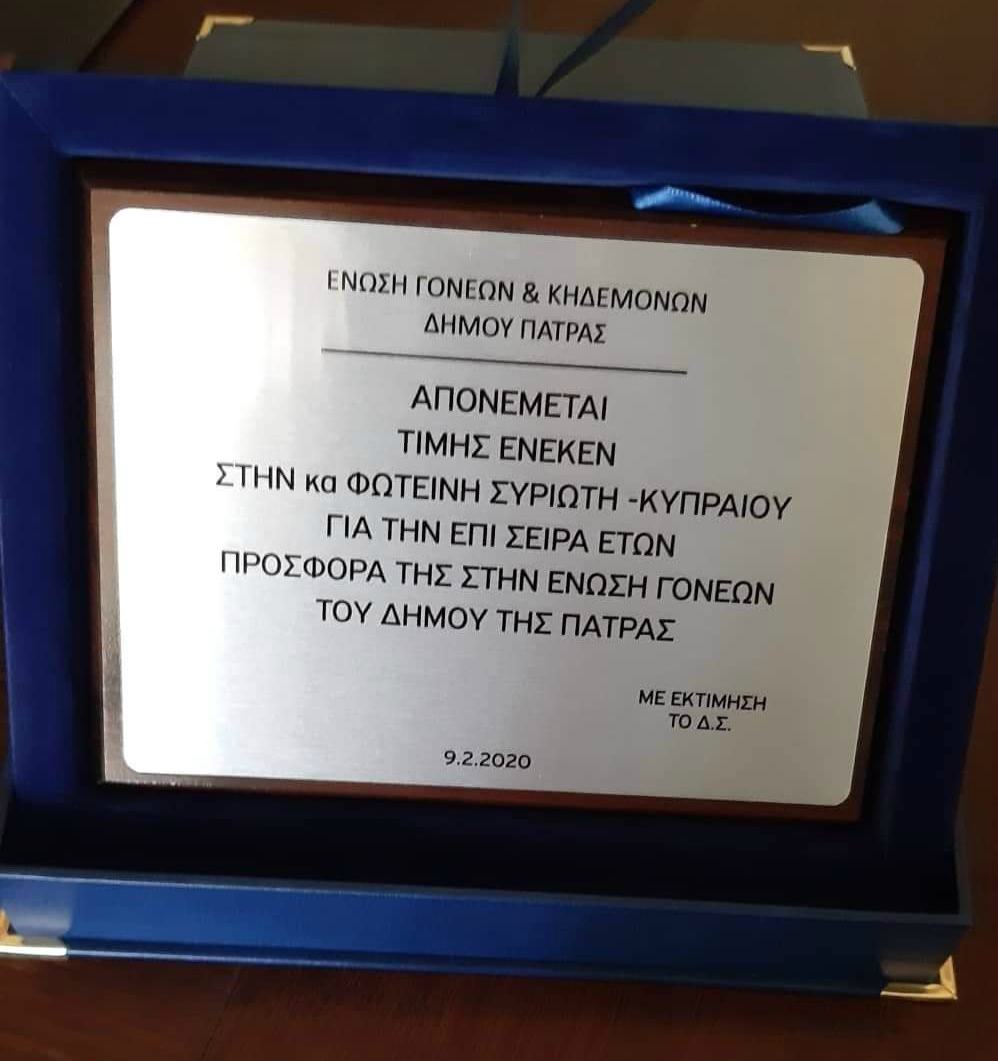 ΕΝΩΣΗ ΓΟΝΕΩΝ & ΚΗΔΕΜΟΝΩΝ
ΔΗΜΟΥ ΠΑΤΡΑΣ
ΑΠΟΝΕΜΕΤΑΙ
ΤΙΜΗΣ ΕΝΕΚΕΝ
ΣΤΗΝ κα ΦΩΤΕΙΝΗ ΣΥΡΙΩΤΗ -ΚΥΠΡΑΙΟΥ
ΓΙΑ ΤΗΝ ΕΠΙ ΣΕΙΡΑ ΕΤΩΝ
ΠΡΟΣΦΟΡΑ ΤΗΣ ΣΤΗΝ ΕΝΩΣΗ ΓΟΝΕΩΝ
ΤΟΥ ΔΗΜΟΥ ΤΗΣ ΠΑΤΡΑΣ
ΜΕ ΕΚΤΙΜΗΣΗ
ΤΟ Δ.Σ.
9.2.2020